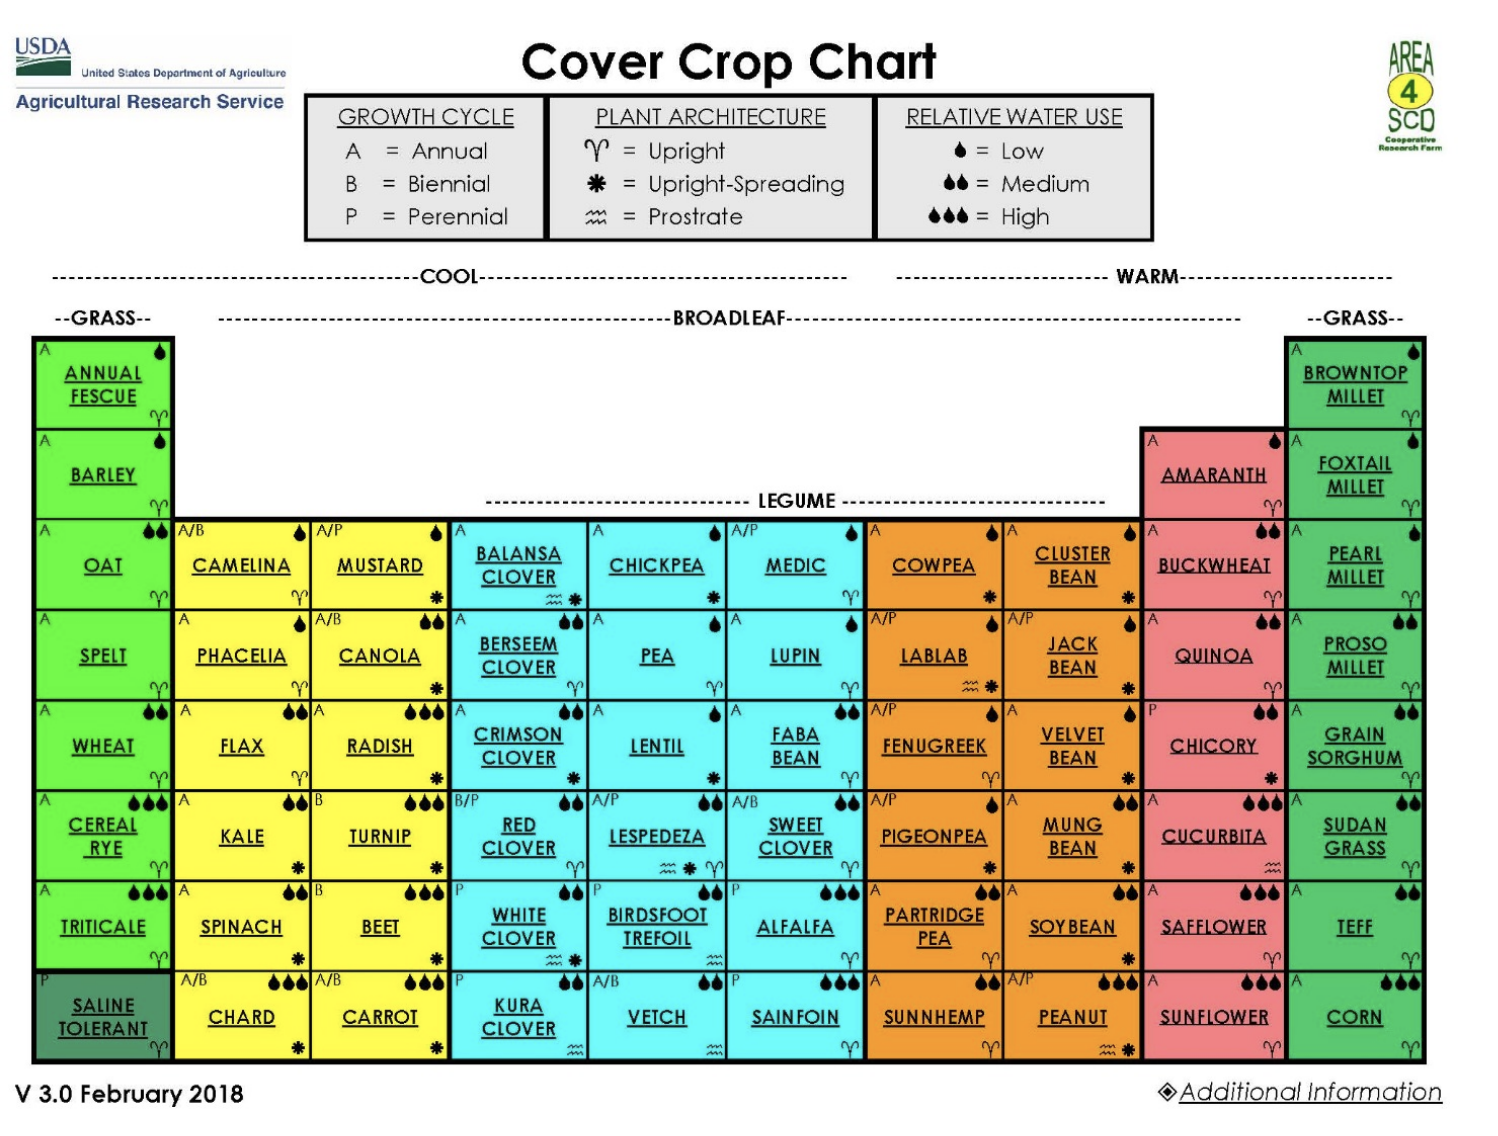 USDA
United States Department of Agriculture
Agricultural Research Service
Cover Crop Chart
AREA
4
SCD
Cooperative
Research Farm
GROWTH CYCLE
A = Annual
B = Biennial
P = Perennial
PLANT ARCHITECTURE
= Upright
= Upright-Spreading
= Prostrate
RELATIVE WATER USE
= Low
= Medium
= High
COOL
WARM
--GRASS--
BROADLEAF
--GRASS--
A
ANNUAL
FESCUE
A
BROWNTOP
MILLET
A
BARLEY
LEGUME
A
AMARANTH
A
FOXTAIL
MILLET
A
OAT
A/B
CAMELINA
A/P
MUSTARD
A
BALANSA
CLOVER
A
CHICKPEA
A/P
MEDIC
A
COWPEA
A
CLUSTER
BEAN
A
BUCKWHEAT
A
PEARL
MILLET
A
SPELT
A
PHACELIA
A/B
CANOLA
A
BERSEEM
CLOVER
A
PEA
A
LUPIN
A/P
LABLAB
A/P
JACK
BEAN
A
QUINOA
A
PROSO
MILLET
A
WHEAT
A
FLAX
A
RADISH
A
CRIMSON
CLOVER
A
LENTIL
A
FABA
BEAN
A/P
FENUGREEK
A
VELVET
BEAN
P
CHICORY
A
GRAIN
SORGHUM
A
CEREAL
RYE
A
KALE
B
TURNIP
B/P
RED
CLOVER
A/P
LESPEDEZA
A/B
SWEET
CLOVER
A/P
PIGEONPEA
A
MUNG
BEAN
A
CUCURBITA
A
SUDAN
GRASS
A
TRITICALE
A
SPINACH
B
BEET
P
WHITE
CLOVER
P
BIRDSFOOT
TREFOIL
P
ALFALFA
A
PARTRIDGE
PEA
A
SOYBEAN
A
SAFFLOWER
A
TEFF
P
SALINE
TOLERANT
A/B
CHARD
A/B
CARROT
P
KURA
CLOVER
A/B
VETCH
P
SAINFOIN
A
SUNNHEMP
A/P
PEANUT
A
SUNFLOWER
A
CORN
V 3.0 February 2018
Additional Information